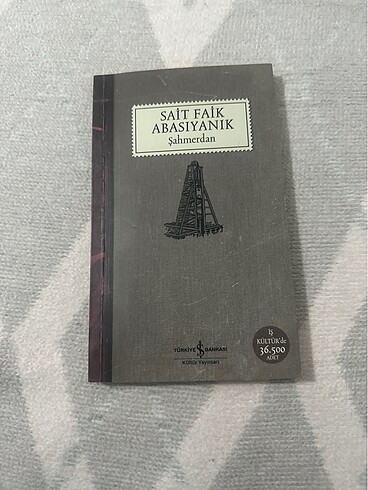 SAİT FAİK
ABASIYANIK
Şahmerdan
İŞ
KÜLTÜR'de
36.500
ADET
TÜRKİYE İŞ BANKASI
Kültür Yayınları